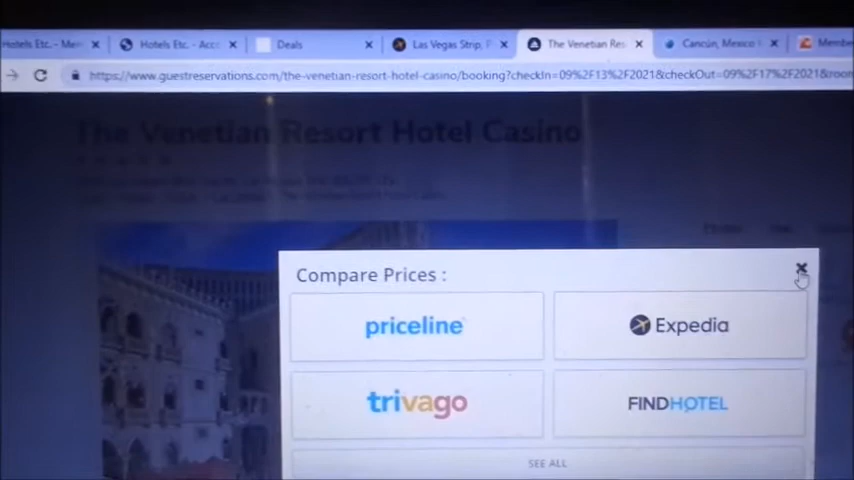 Hotels Etc. - Mem Hotels Etc. - Acc Deals Las Vegas Strip, The Venetian Res Cancún, Mexico Membe
https://www.guestreservations.com/the-venetian-resort-hotel-casino/booking?checkIn=09%2F13%2F2021&checkOut=09%2F17%2F2021&room
The Venetian Resort Hotel Casino
Compare Prices :
priceline
Expedia
trivago
FINDHOTEL
SEE ALL